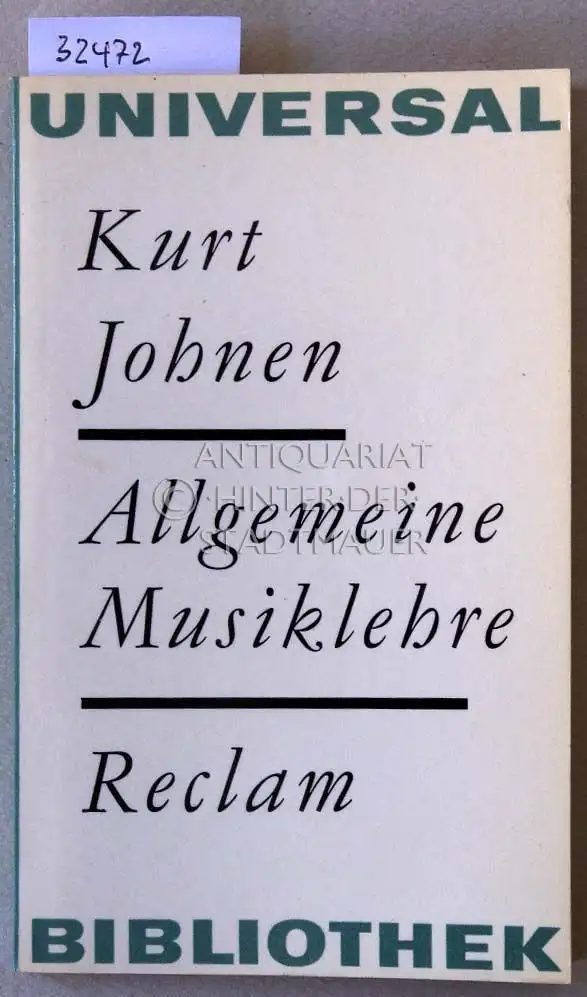 32472
UNIVERSAL
Kurt
Johnen
ANTIQUARIAT
© HINTER·DER·
STADTMAUER
Allgemeine
Musiklehre
Reclam
BIBLIOTHEK